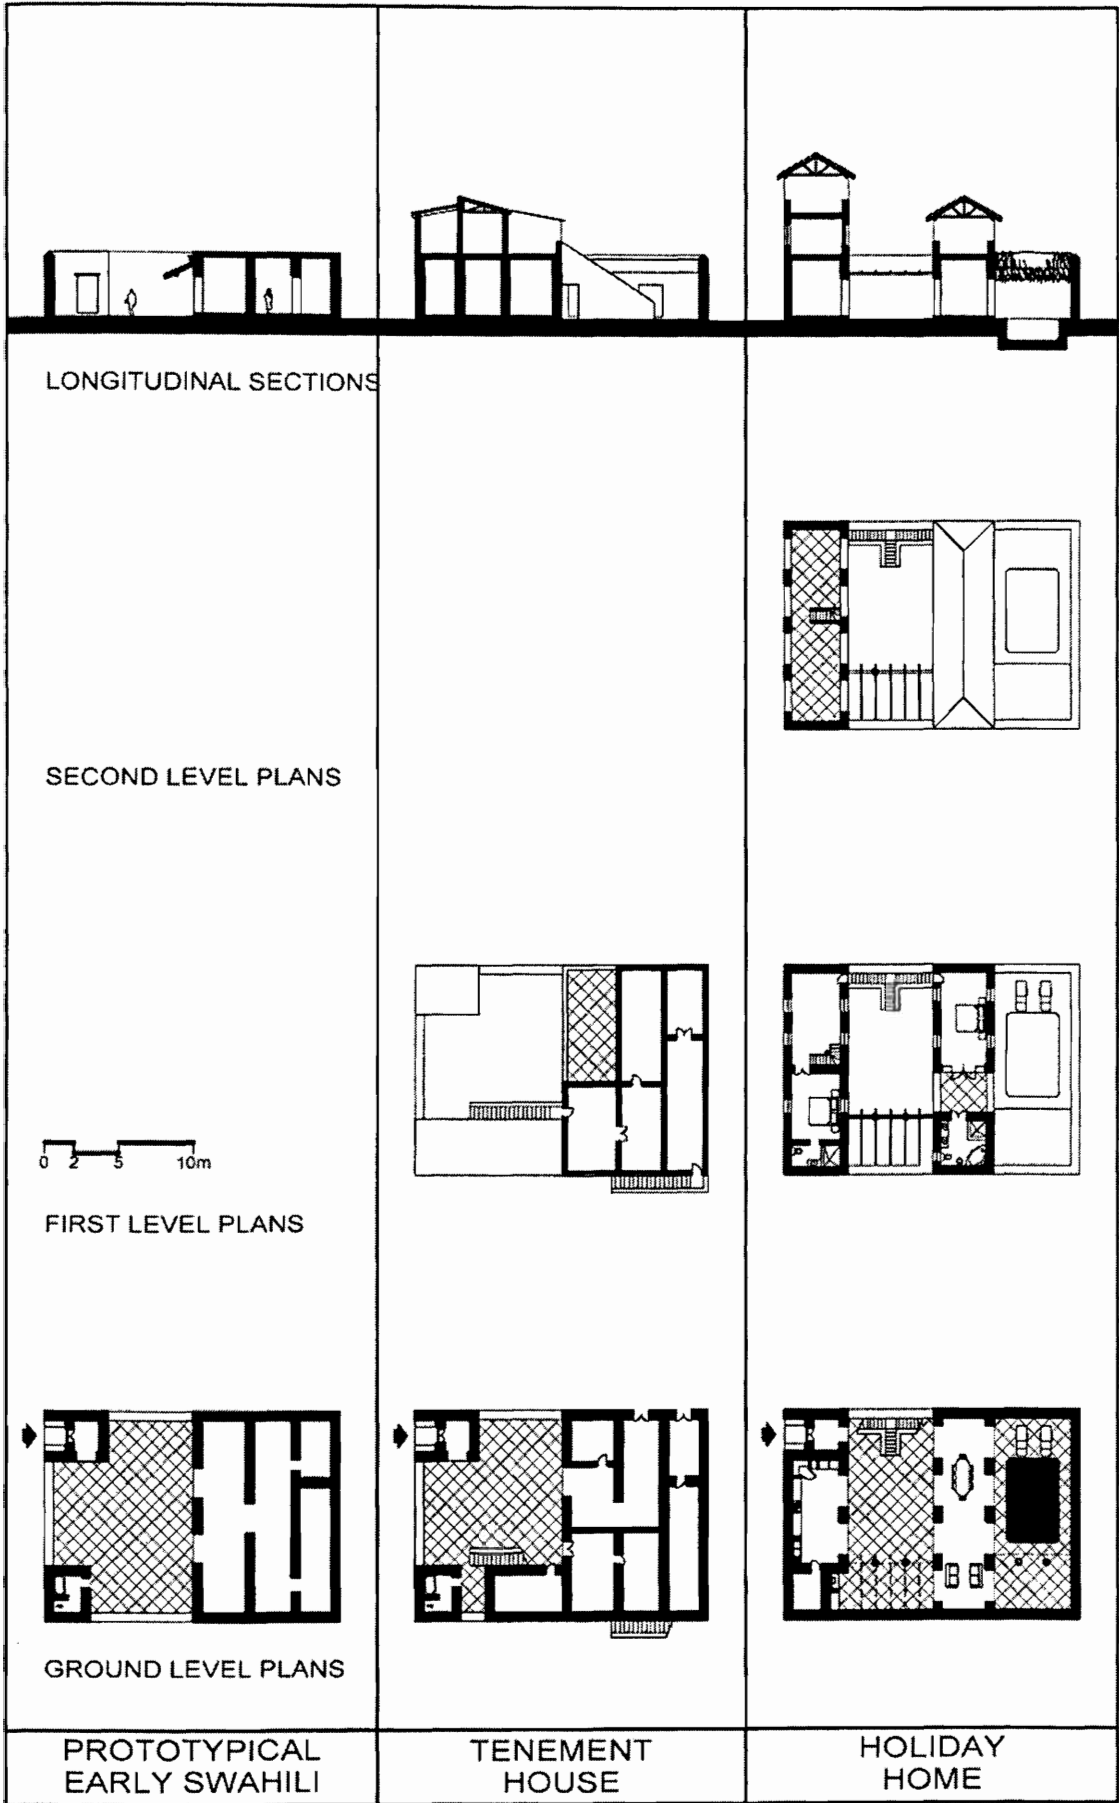 LONGITUDINAL SECTIONS
SECOND LEVEL PLANS
0 2 5 10m
FIRST LEVEL PLANS
GROUND LEVEL PLANS
PROTOTYPICAL
EARLY SWAHILI
TENEMENT
HOUSE
HOLIDAY
HOME